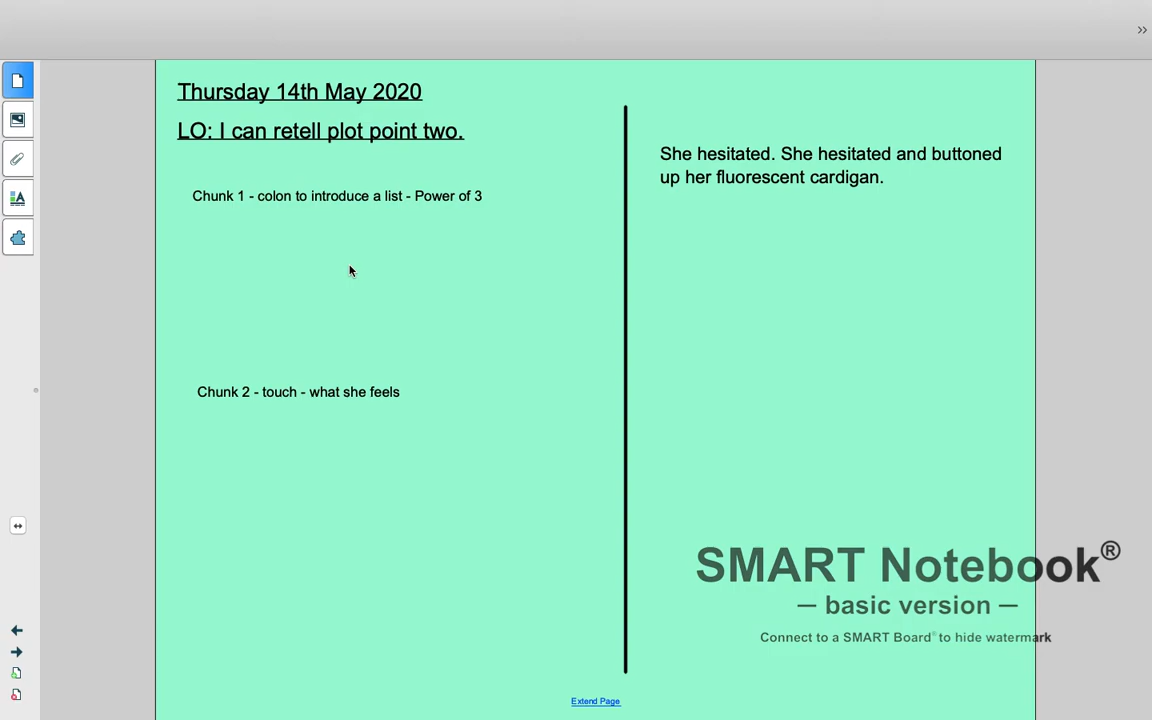 Thursday 14th May 2020
LO: I can retell plot point two.
Chunk 1 - colon to introduce a list - Power of 3
Chunk 2 - touch - what she feels
She hesitated. She hesitated and buttoned
up her fluorescent cardigan.
SMART Notebook®
— basic version —
Connect to a SMART Board® to hide watermark
Extend Page